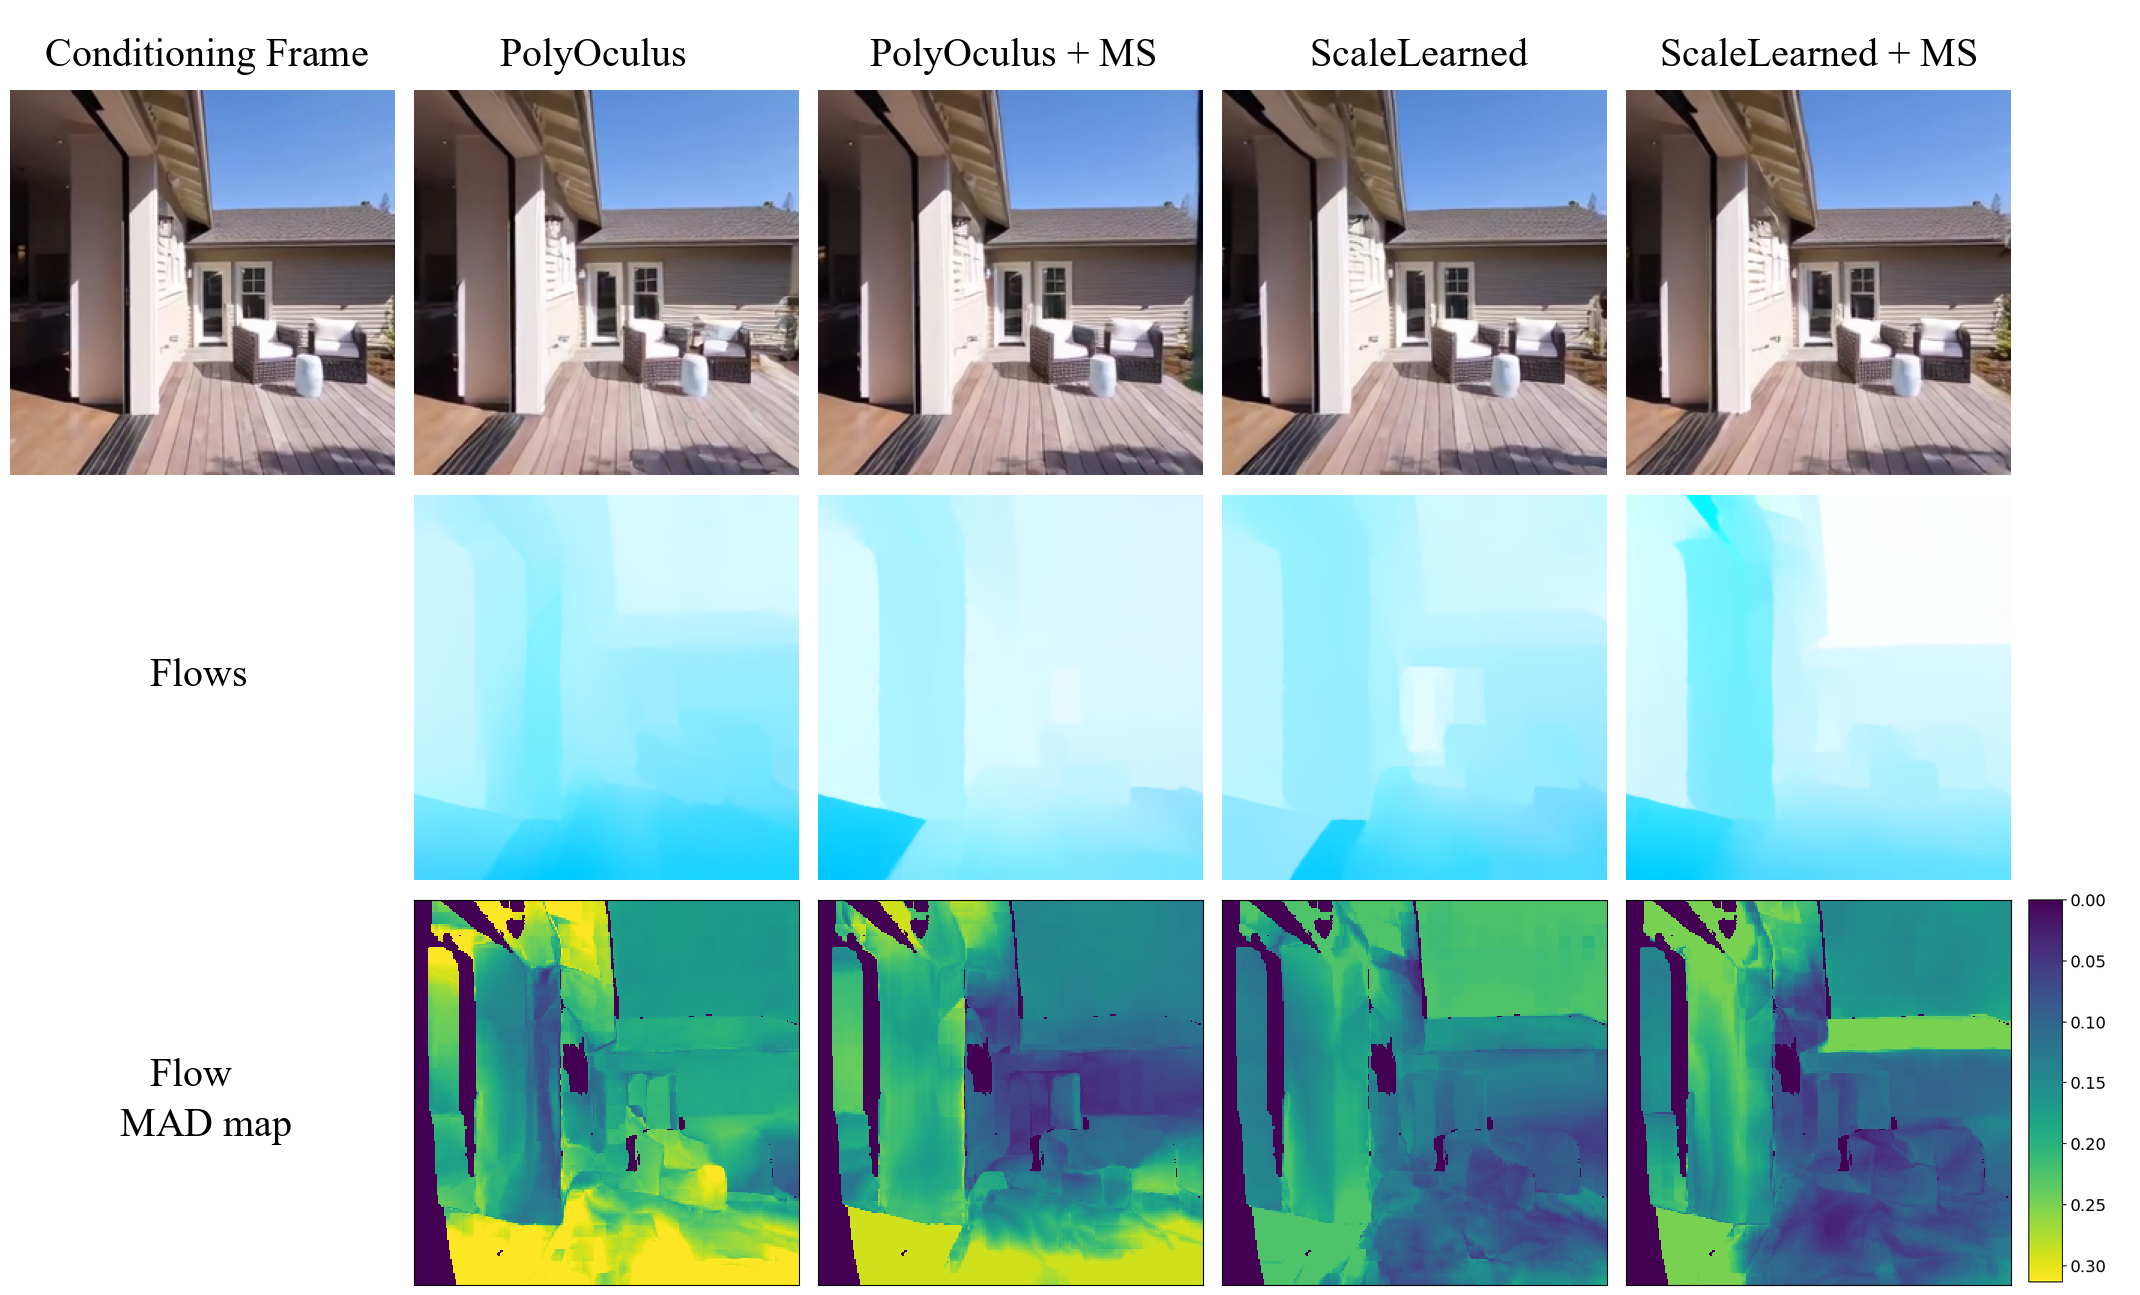 Conditioning Frame
PolyOculus
PolyOculus + MS
ScaleLearned
ScaleLearned + MS
Flows
Flow
MAD map
0.00
0.05
0.10
0.15
0.20
0.25
0.30